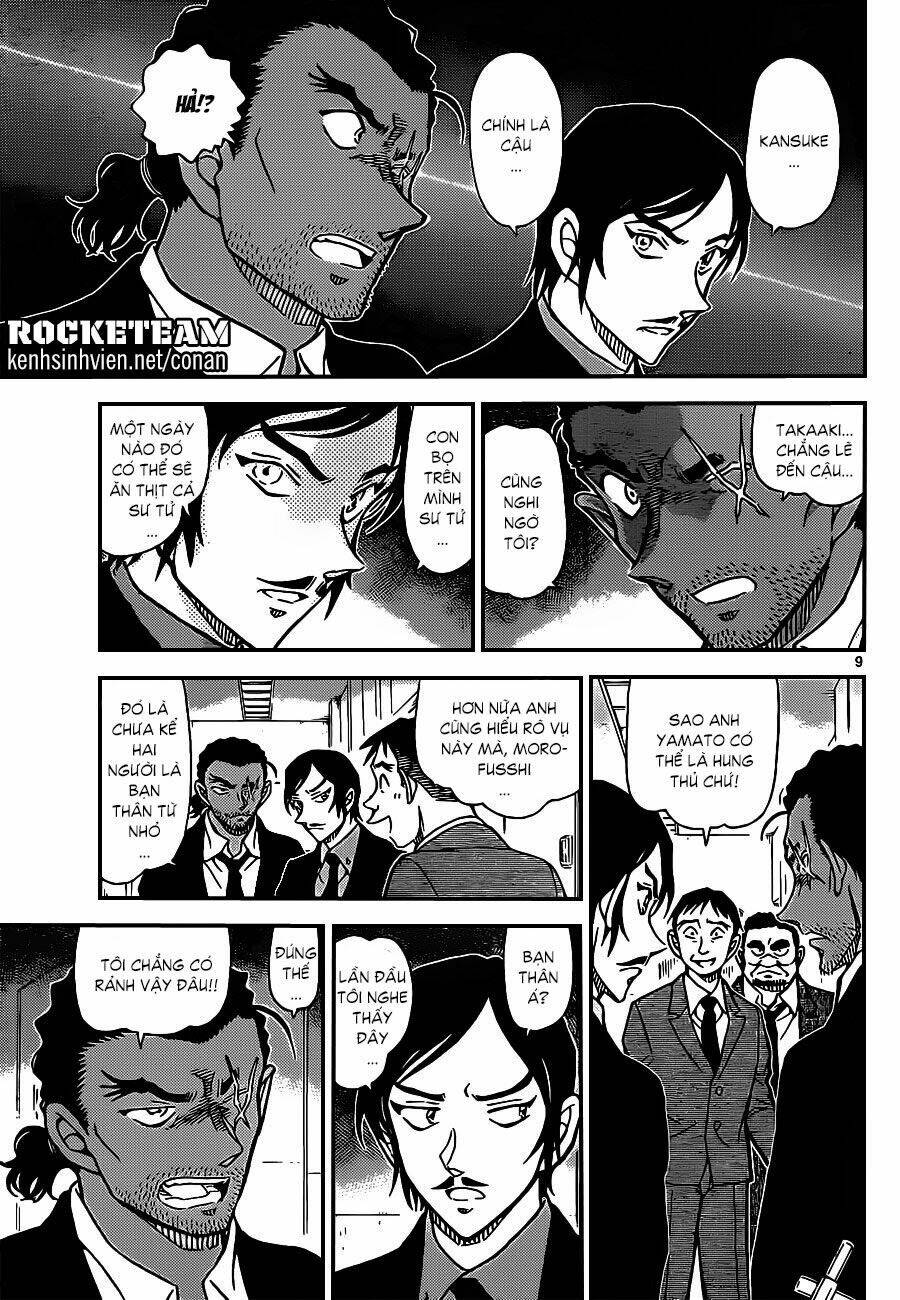 KANSUKE
...
CHÍNH LÀ
CẬU
...
HẢ!?
ROCKETEAM
kenhsinhvien.net/conan
TAKAAKI...
CHẲNG LẼ
ĐẾN CẬU...
CŨNG
NGHI
NGỜ
TÔI?
CON
BỌ
TRÊN
MÌNH
SƯ TỬ
...
MỘT NGÀY
NÀO ĐÓ
CÓ THỂ SẼ
ĂN THỊT CẢ
SƯ TỬ
...
9
SAO ANH
YAMATO CÓ
THỂ LÀ HUNG
THỦ CHỨ!
HƠN NỮA ANH
CŨNG HIỂU RÕ VỤ
NÀY MÀ, MORO-
FUSSHI
...
ĐÓ LÀ
CHƯA KỂ
HAI
NGƯỜI LÀ
BẠN
THÂN TỪ
NHỎ
...
BẠN
THÂN
Á?
LẦN ĐẦU
TÔI NGHE
THẤY
ĐẤY
...
ĐÚNG
THẾ
...
TÔI CHẲNG CÓ
RẢNH VẬY ĐÂU!!